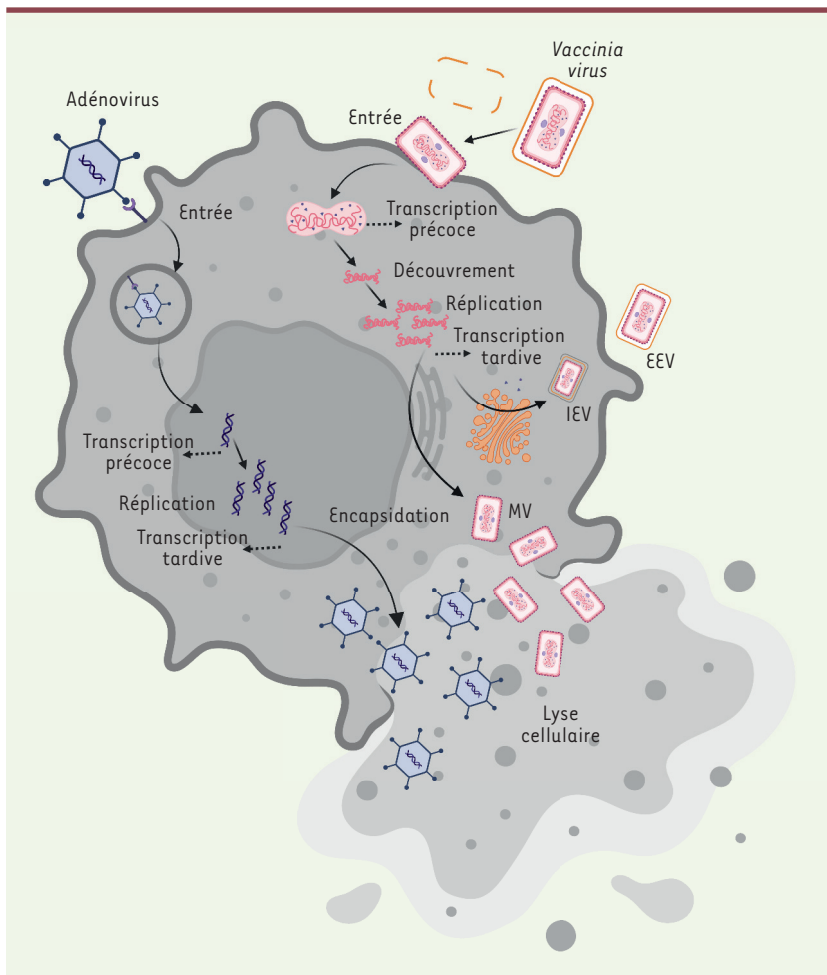 Vaccinia
virus
Adénovirus
Entrée
Entrée
Transcription
précoce
Découvrement
Réplication
Transcription
tardive
EEV
IEV
Transcription
précoce
Réplication
Encapsidation
MV
Transcription
tardive
Lyse
cellulaire